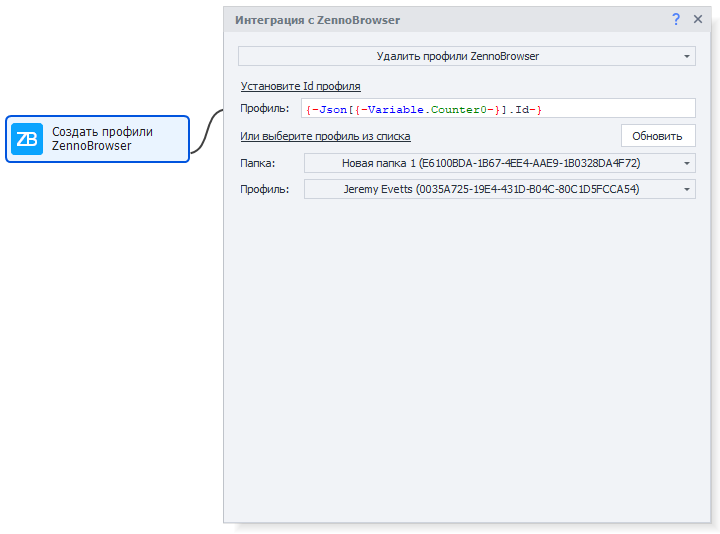 Интеграция с ZennoBrowser ? ×
Удалить профили ZennoBrowser
Установите Id профиля
Профиль: {-Json[{-Variable.Counter0-}].Id-}
ZB Создать профили
ZennoBrowser
Или выберите профиль из списка Обновить
Папка: Новая папка 1 (E6100BDA-1B67-4EE4-AAE9-1B0328DA4F72)
Профиль: Jeremy Evetts (0035A725-19E4-431D-B04C-80C1D5FCCA54)